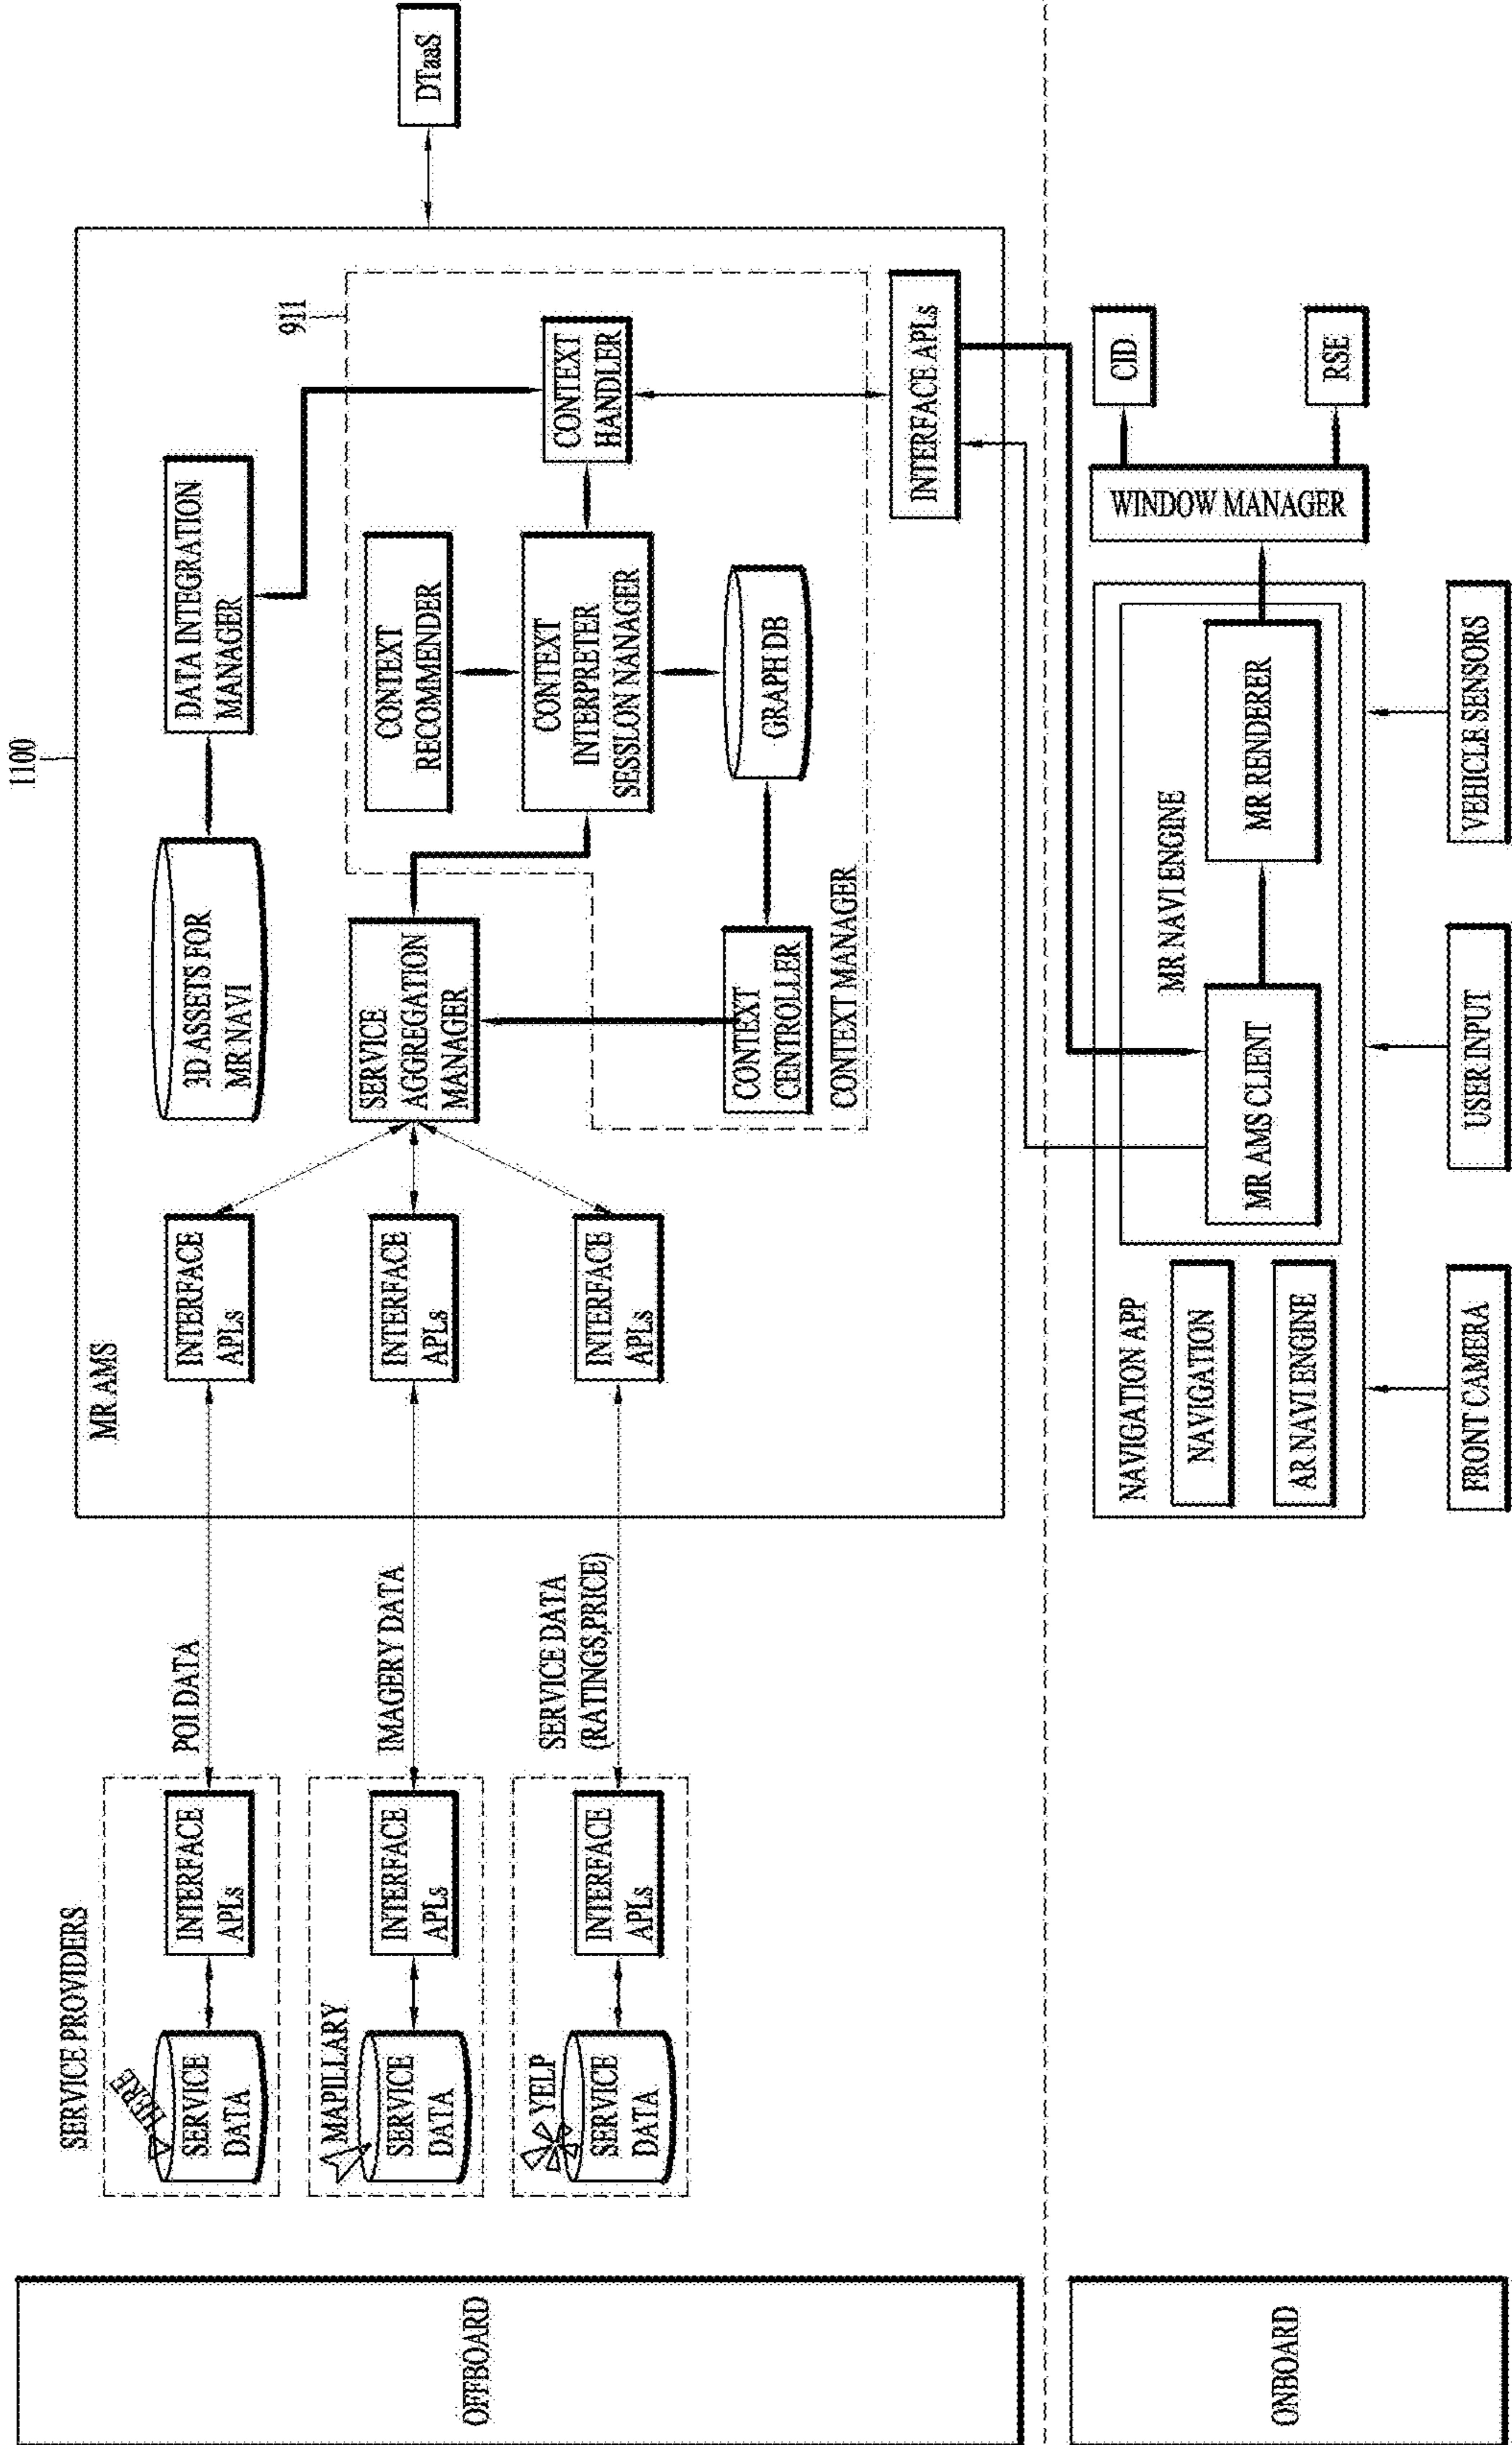 1100
MR AMS
911
DTaaS
SERVICE PROVIDERS
HERE
SERVICE
DATA
INTERFACE
APLs
POI DATA
INTERFACE
APLs
3D ASSETS FOR
MR NAVI
DATA INTEGRATION
MANAGER
MAPILLARY
SERVICE
DATA
INTERFACE
APLs
IMAGERY DATA
INTERFACE
APLs
SERVICE
AGGREGATION
MANAGER
CONTEXT
RECOMMENDER
YELP
SERVICE
DATA
INTERFACE
APLs
SERVICE DATA
(RATINGS,PRICE)
INTERFACE
APLs
CONTEXT
INTERPRETER
SESSLON NANAGER
CONTEXT
HANDLER
CONTEXT
CENTROLLER
GRAPH DB
CONTEXT MANAGER
INTERFACE APLs
OFFBOARD
NAVIGATION APP
NAVIGATION
AR NAVI ENGINE
MR NAVI ENGINE
MR AMS CLIENT
MR RENDERER
WINDOW MANAGER
CID
RSE
FRONT CAMERA
USER INPUT
VEHICLE SENSORS
ONBOARD